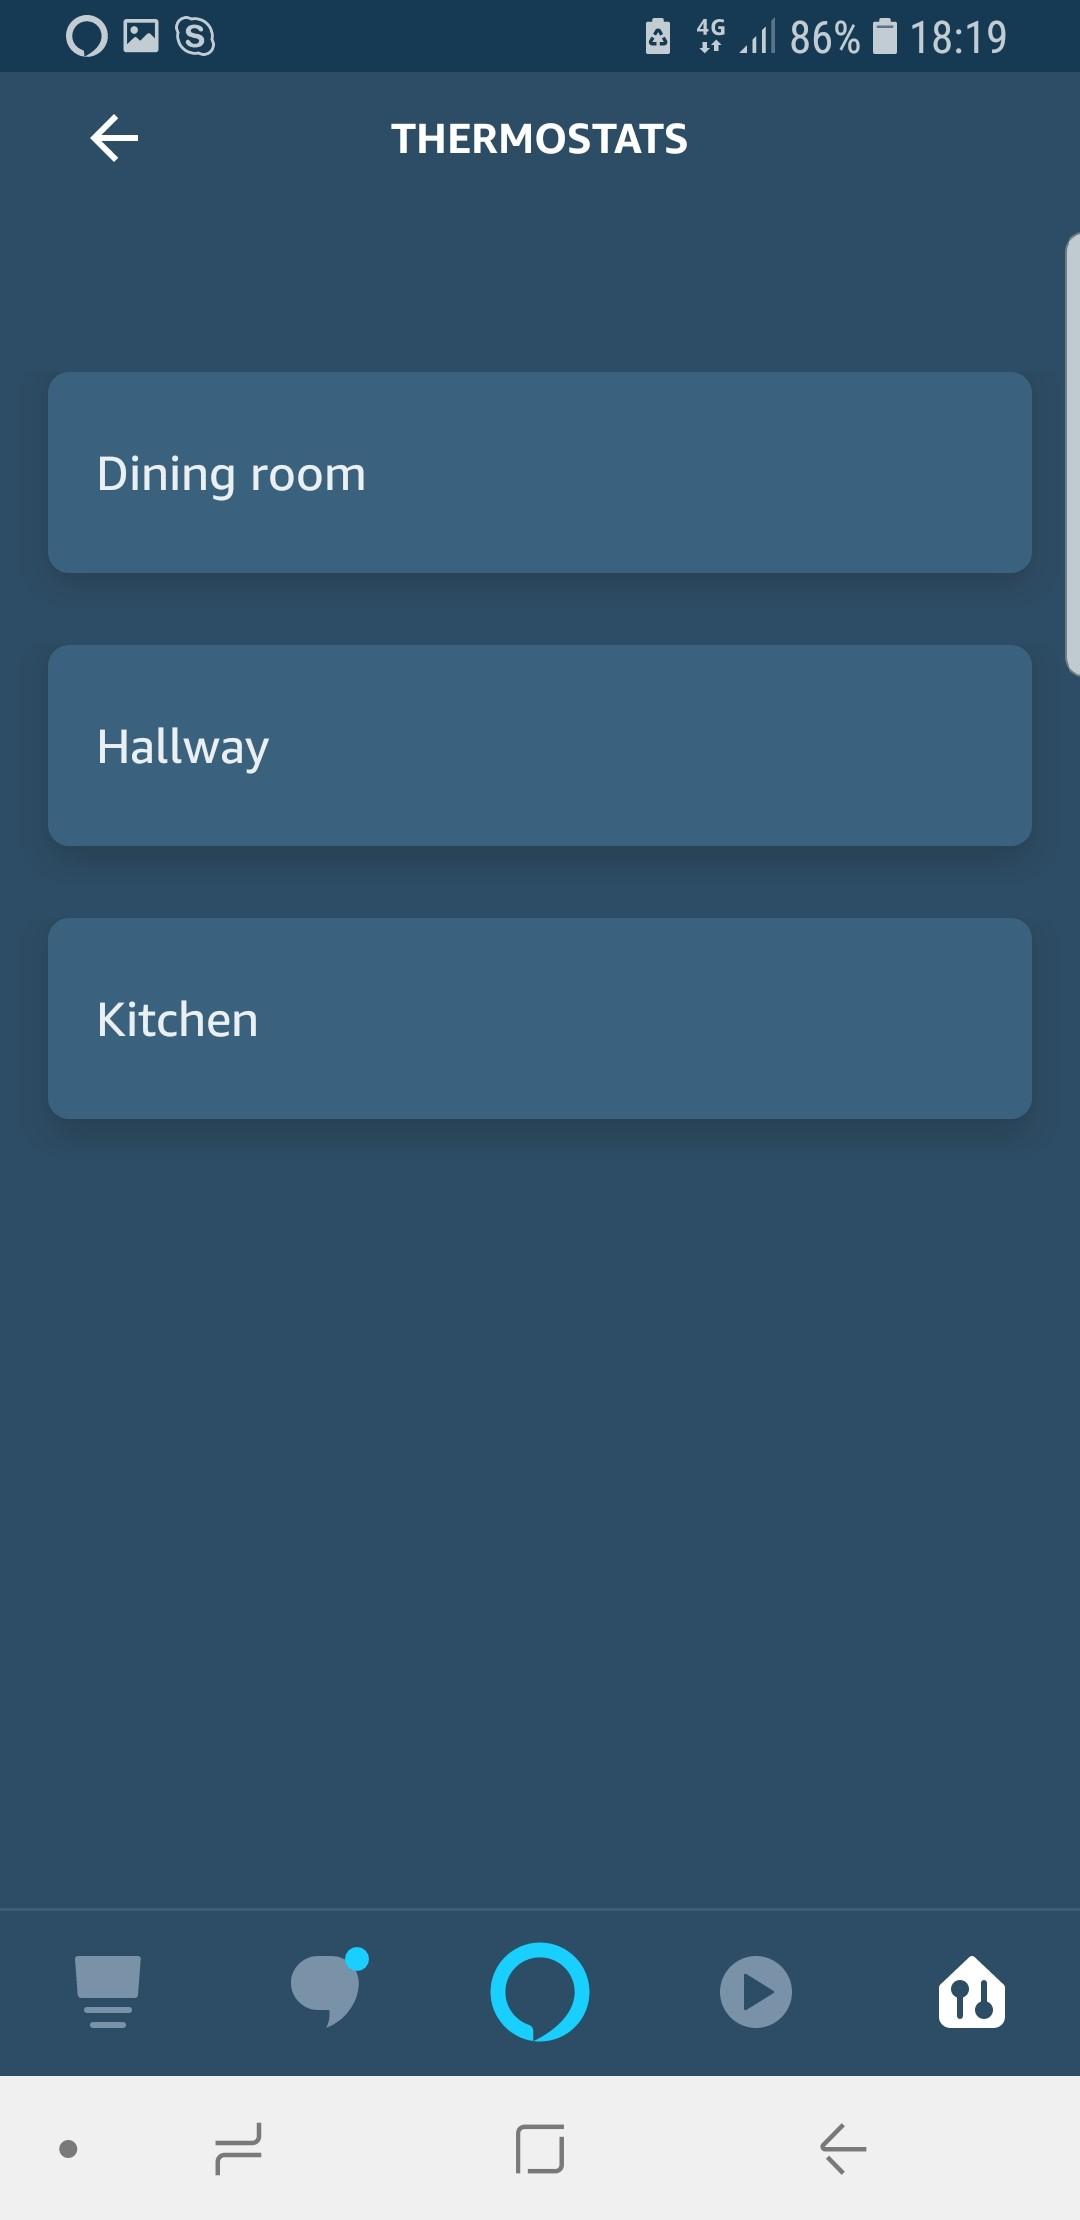 4G 86% 18:19
THERMOSTATS
Dining room
Hallway
Kitchen